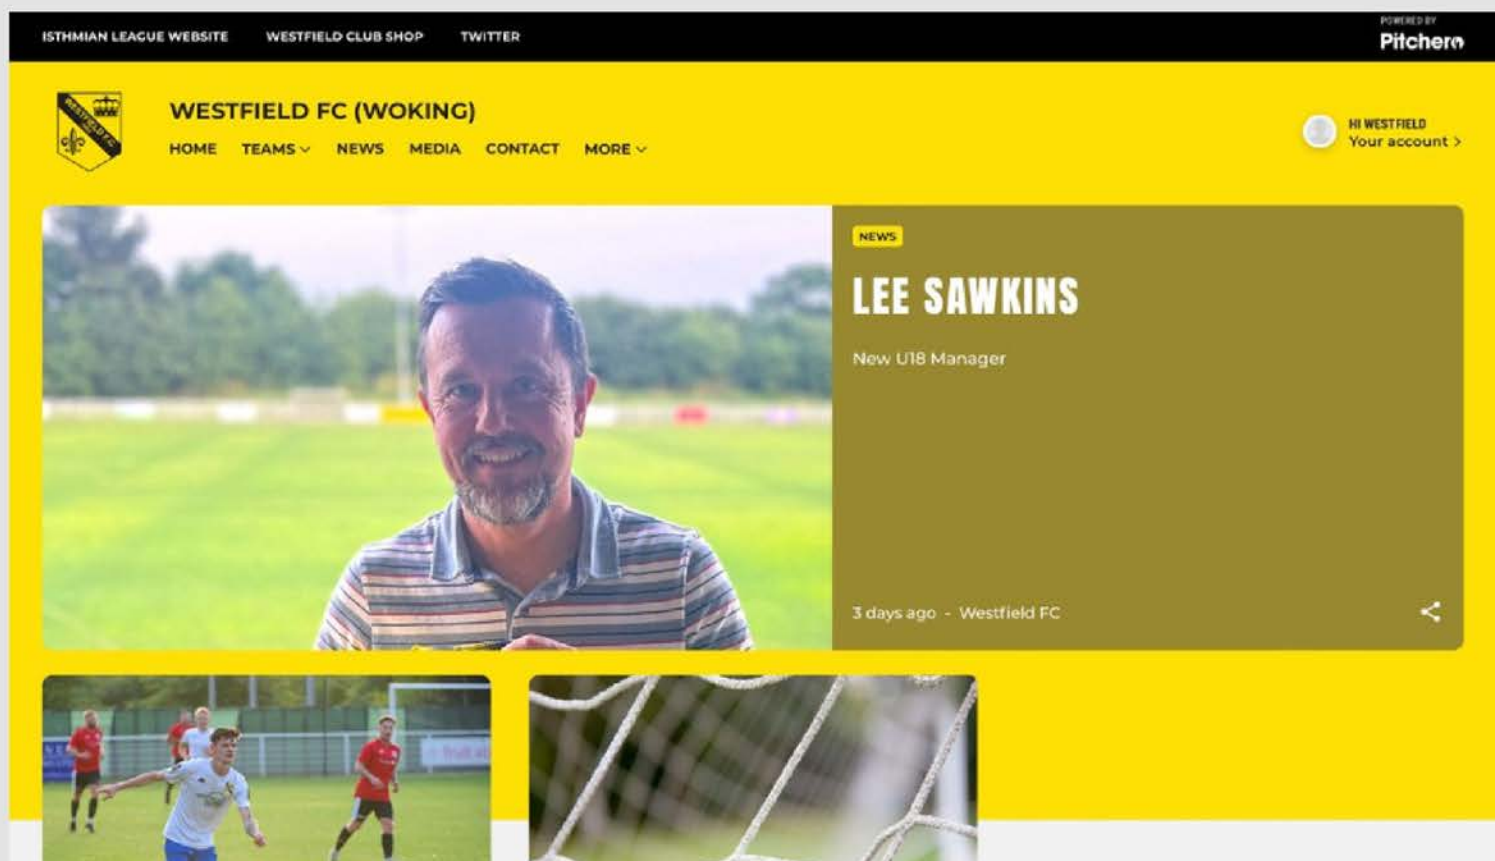 ISTHMIAN LEAGUE WEBSITE WESTFIELD CLUB SHOP TWITTER
POWERED BY
Pitchero
WESTFIELD F.C.
WESTFIELD FC (WOKING)
HOME TEAMS NEWS MEDIA CONTACT MORE
HI WESTFIELD
Your account >
NEWS
LEE SAWKINS
New U18 Manager
3 days ago - Westfield FC